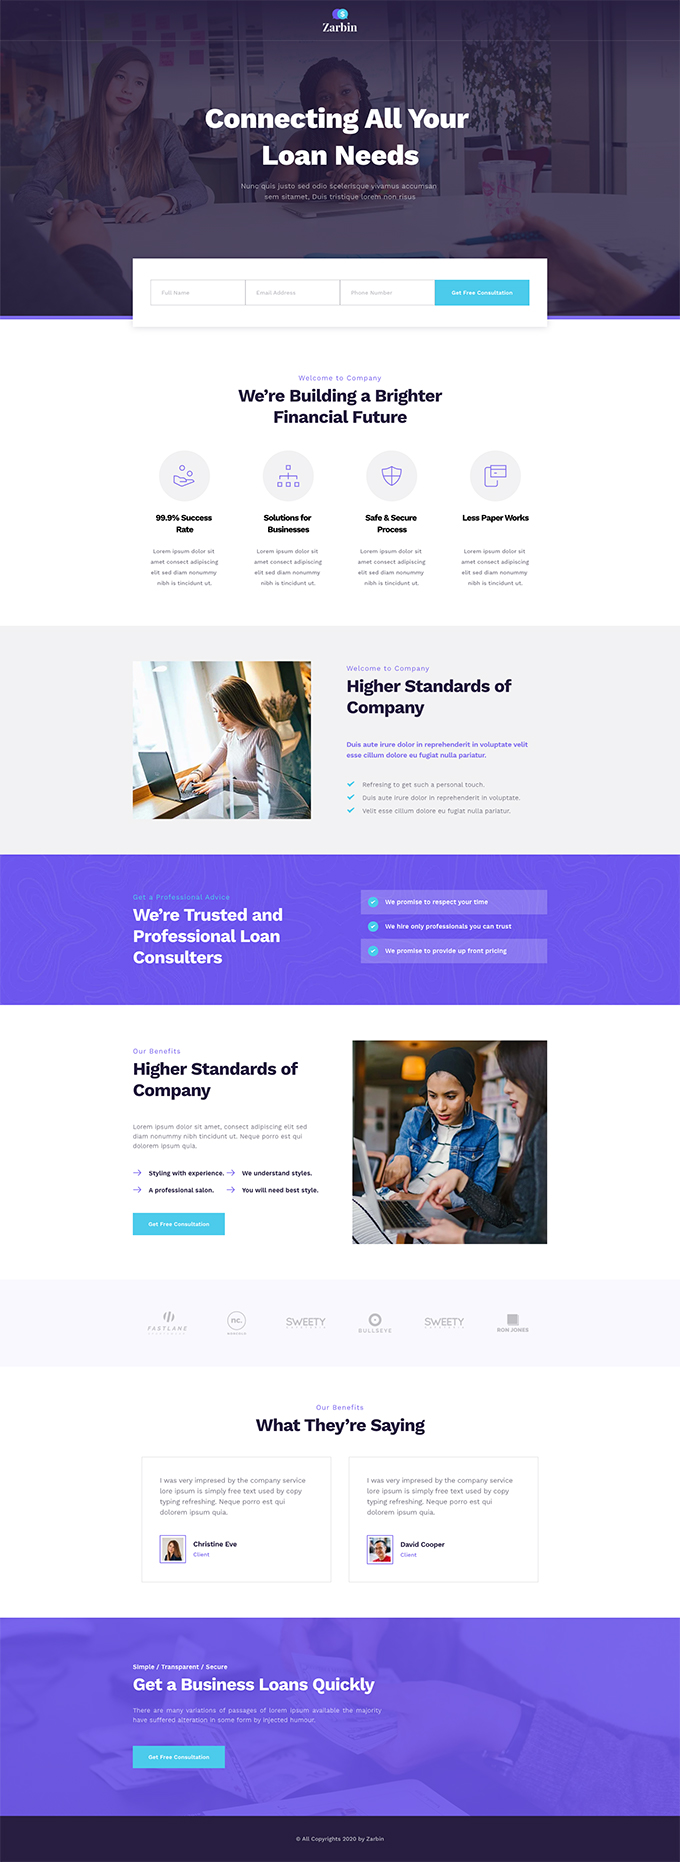 Zarbin
Connecting All Your
Loan Needs
Nunc quis justo sed odio scelerisque vivamus accumsan
sem sitamet, Duis tristique lorem non risus
Full Name
Email Address
Phone Number
Get Free Consultation
Welcome to Company
We're Building a Brighter
Financial Future
99.9% Success
Rate
Lorem ipsum dolor sit
amet consect adipiscing
elit sed diam nonummy
nibh is tincidunt ut.
Solutions for
Businesses
Lorem ipsum dolor sit
amet consect adipiscing
elit sed diam nonummy
nibh is tincidunt ut.
Safe & Secure
Process
Lorem ipsum dolor sit
amet consect adipiscing
elit sed diam nonummy
nibh is tincidunt ut.
Less Paper Works
Lorem ipsum dolor sit
amet consect adipiscing
elit sed diam nonummy
nibh is tincidunt ut.
Welcome to Company
Higher Standards of
Company
Duis aute irure dolor in reprehenderit in voluptate velit
esse cillum dolore eu fugiat nulla pariatur.
Refresing to get such a personal touch.
Duis aute irure dolor in reprehenderit in voluptate.
Velit esse cillum dolore eu fugiat nulla pariatur.
Get a Professional Advice
We're Trusted and
Professional Loan
Consulters
We promise to respect your time
We hire only professionals you can trust
We promise to provide up front pricing
Our Benefits
Higher Standards of
Company
Lorem ipsum dolor sit amet, consect adipiscing elit sed
diam nonummy nibh tincidunt ut. Neque porro est qui
dolorem ipsum quia.
Styling with experience.
We understand styles.
A professional salon.
You will need best style.
Get Free Consultation
FASTLANE
nc.
SWEETY
BULLSEYE
SWEETY
RON JONES
Our Benefits
What They're Saying
I was very impresed by the company service
lore ipsum is simply free text used by copy
typing refreshing. Neque porro est qui
dolorem ipsum quia.
Christine Eve
Client
I was very impresed by the company service
lore ipsum is simply free text used by copy
typing refreshing. Neque porro est qui
dolorem ipsum quia.
David Cooper
Client
Simple / Transparent / Secure
Get a Business Loans Quickly
There are many variations of passages of lorem ipsum available the majority
have suffered alteration in some form by injected humour.
Get Free Consultation
© All Copyrights 2020 by Zarbin